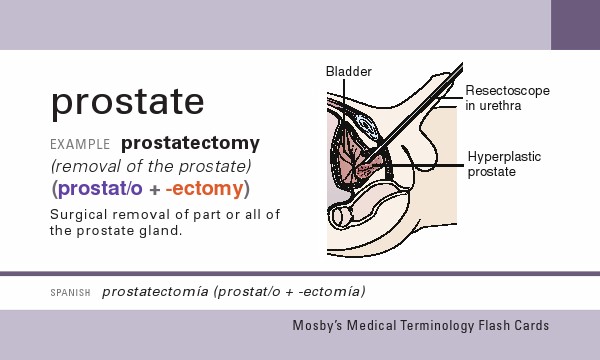 prostate
EXAMPLE prostatectomy
(removal of the prostate)
(prostat/o + -ectomy)
Surgical removal of part or all of
the prostate gland.
Bladder
Resectoscope
in urethra
Hyperplastic
prostate
SPANISH prostatectomía (prostat/o + -ectomía)
Mosby's Medical Terminology Flash Cards